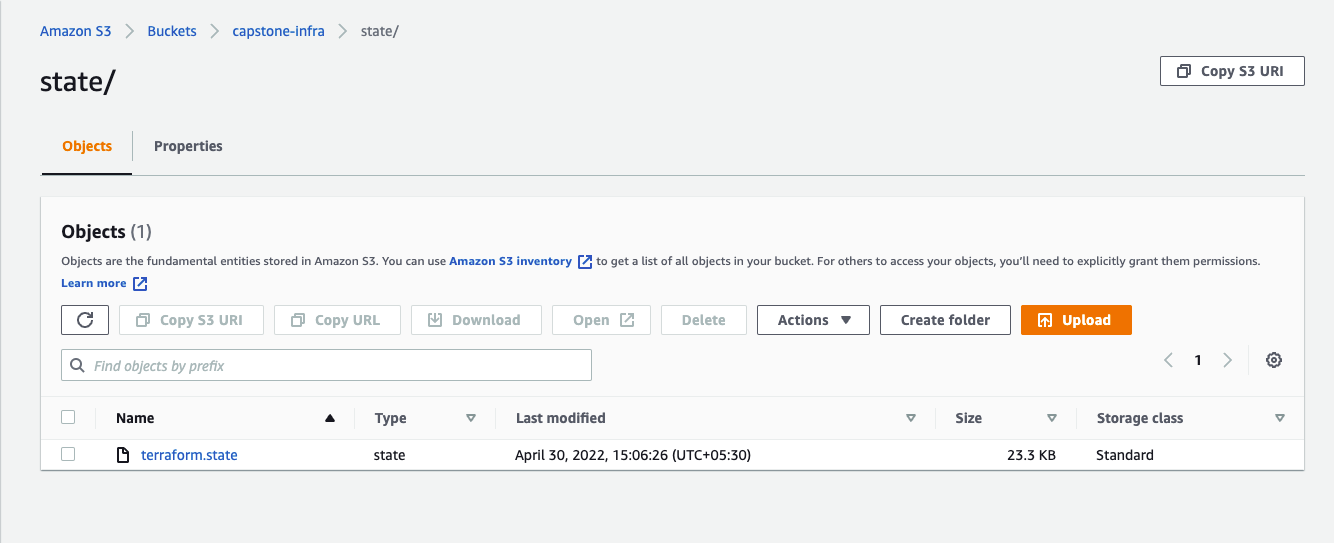 Amazon S3 > Buckets > capstone-infra > state/
state/
Copy S3 URI
Objects
Properties
Objects (1)
Objects are the fundamental entities stored in Amazon S3. You can use Amazon S3 inventory to get a list of all objects in your bucket. For others to access your objects, you'll need to explicitly grant them permissions.
Learn more
Copy S3 URI
Copy URL
Download
Open
Delete
Actions
Create folder
Upload
Find objects by prefix
1
Name Type Last modified Size Storage class
terraform.state state April 30, 2022, 15:06:26 (UTC+05:30) 23.3 KB Standard